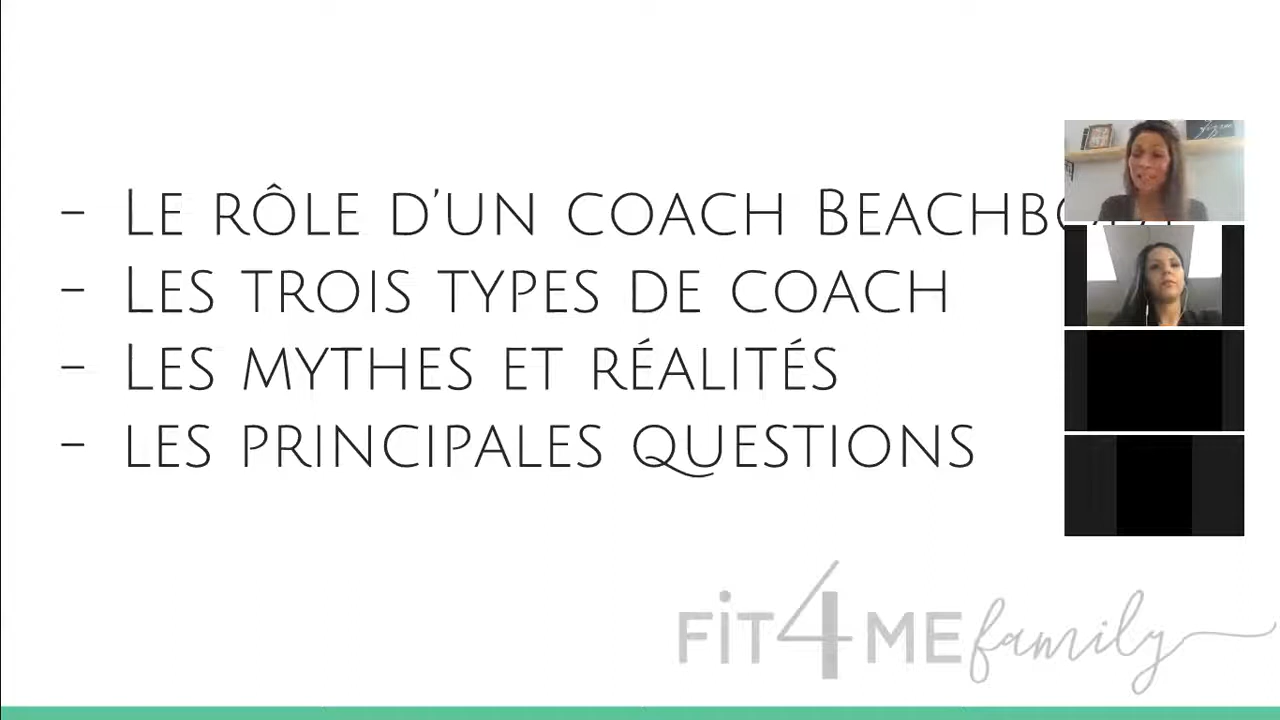 - Le rôle d'un coach
- Les trois types de coach
- Les mythes et réalités
- les principales questions
FIT4ME family